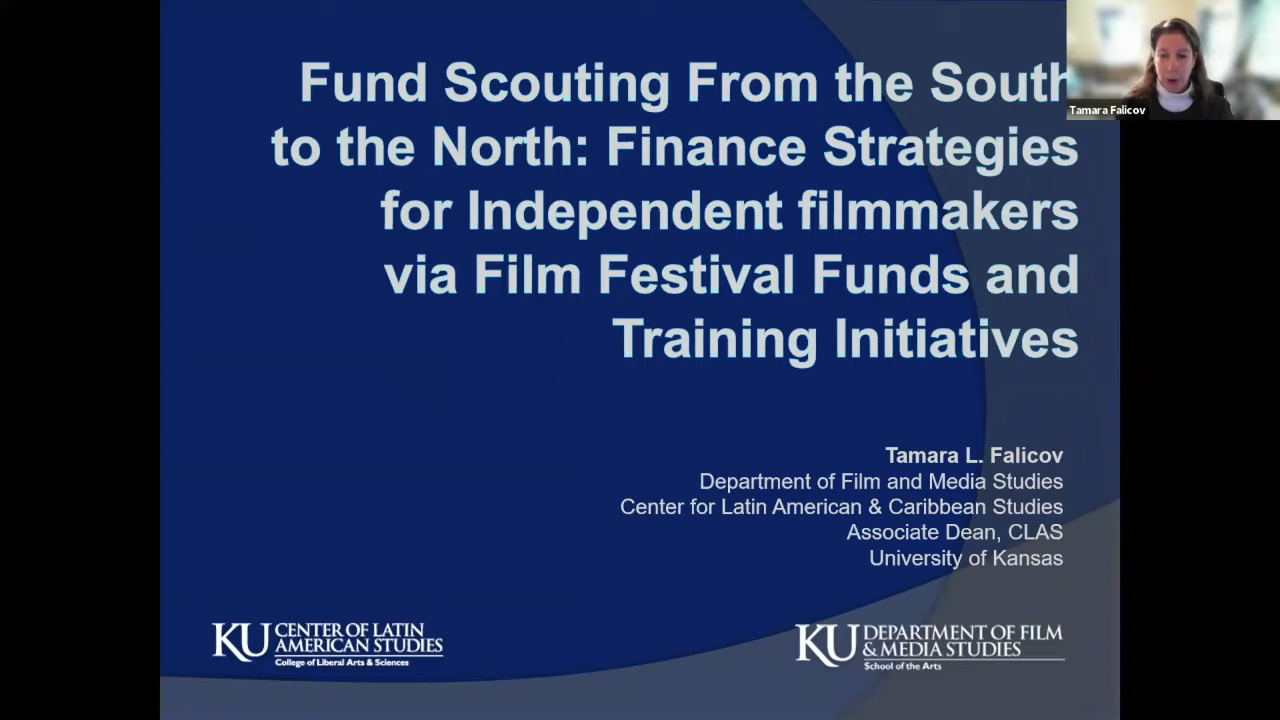 Fund Scouting From the South
to the North: Finance Strategies
for Independent filmmakers
via Film Festival Funds and
Training Initiatives
Tamara Falicov
Tamara L. Falicov
Department of Film and Media Studies
Center for Latin American & Caribbean Studies
Associate Dean, CLAS
University of Kansas
KU CENTER OF LATIN
AMERICAN STUDIES
College of Liberal Arts & Sciences
KU DEPARTMENT OF FILM
& MEDIA STUDIES
School of the Arts